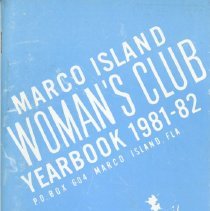 MARCO ISLAND
WOMAN'S CLUB
YEARBOOK 1981-82
P.O. BOX 604, MARCO ISLAND, FLA.